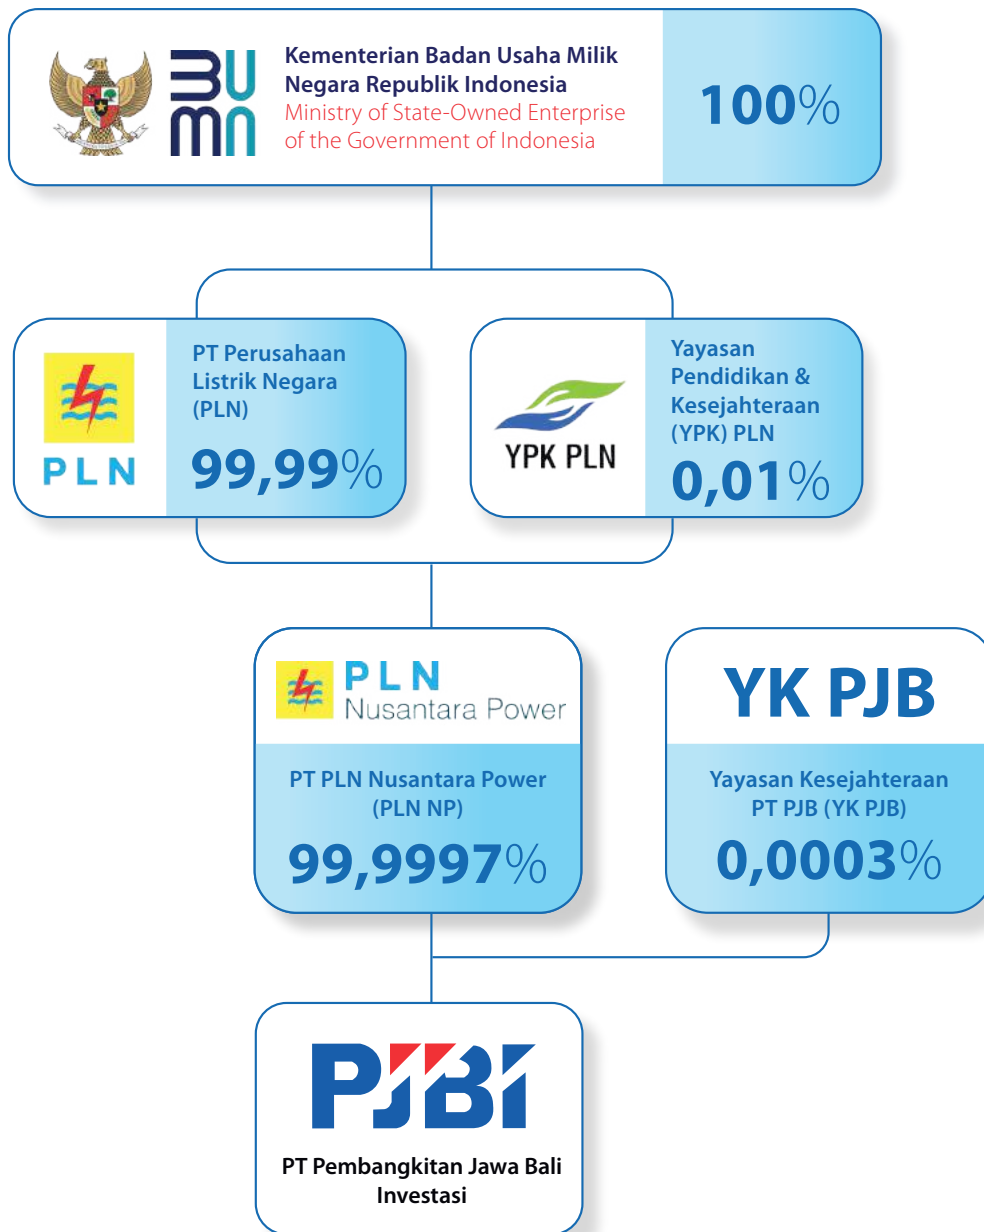 BUMN
Kementerian Badan Usaha Milik
Negara Republik Indonesia
Ministry of State-Owned Enterprise
of the Government of Indonesia
100%
PLN
PT Perusahaan
Listrik Negara
(PLN)
99,99%
YPK PLN
Yayasan
Pendidikan &
Kesejahteraan
(YPK) PLN
0,01%
PLN
Nusantara Power
PT PLN Nusantara Power
(PLN NP)
99,9997%
YK PJB
Yayasan Kesejahteraan
PT PJB (YK PJB)
0,0003%
PJBI
PT Pembangkitan Jawa Bali
Investasi